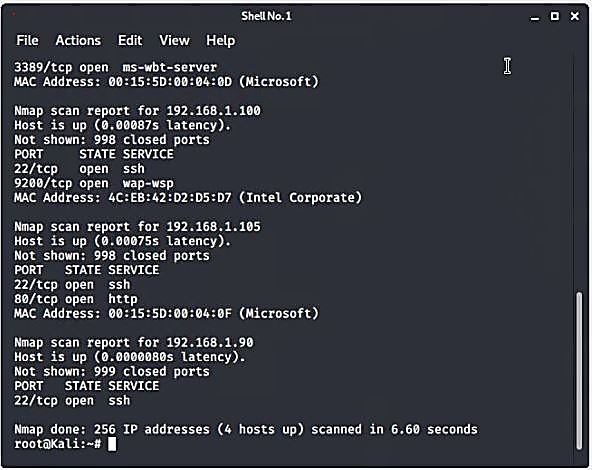 Shell No. 1
File Actions Edit View Help
3389/tcp open  ms-wbt-server
MAC Address: 00:15:5D:00:04:0D (Microsoft)
Nmap scan report for 192.168.1.100
Host is up (0.00087s latency).
Not shown: 998 closed ports
PORT     STATE SERVICE
22/tcp   open  ssh
9200/tcp open  wap-wsp
MAC Address: 4C:EB:42:D2:D5:D7 (Intel Corporate)
Nmap scan report for 192.168.1.105
Host is up (0.00075s latency).
Not shown: 998 closed ports
PORT   STATE SERVICE
22/tcp open  ssh
80/tcp open  http
MAC Address: 00:15:5D:00:04:0F (Microsoft)
Nmap scan report for 192.168.1.90
Host is up (0.0000080s latency).
Not shown: 999 closed ports
PORT   STATE SERVICE
22/tcp open  ssh
Nmap done: 256 IP addresses (4 hosts up) scanned in 6.60 seconds
root@Kali:~#